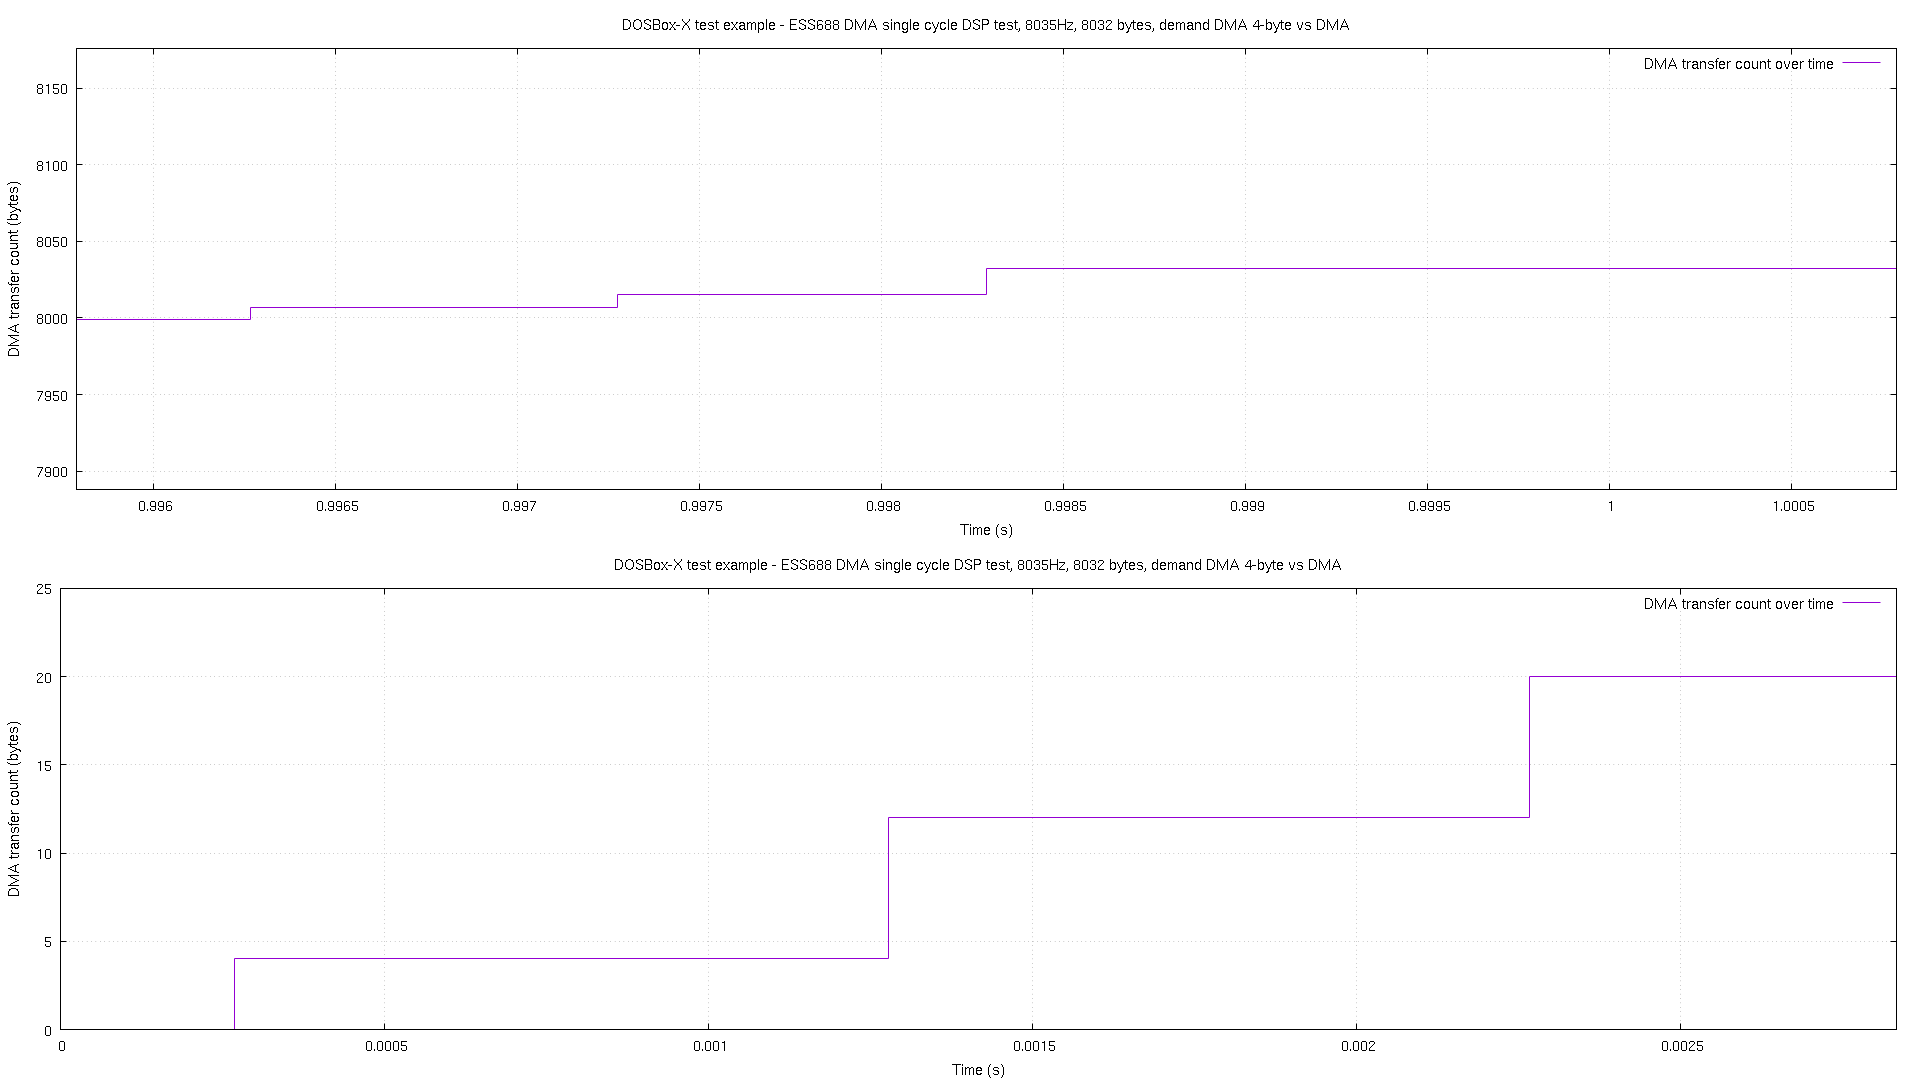 DOSBox-X test example - ESS688 DMA single cycle DSP test, 8035Hz, 8032 bytes, demand DMA 4-byte vs DMA
DMA transfer count over time
DMA transfer count (bytes)
8150
8100
8050
8000
7950
7900
0.996 0.9965 0.997 0.9975 0.998 0.9985 0.999 0.9995 1 1.0005
Time (s)
DOSBox-X test example - ESS688 DMA single cycle DSP test, 8035Hz, 8032 bytes, demand DMA 4-byte vs DMA
DMA transfer count over time
DMA transfer count (bytes)
25
20
15
10
5
0
0 0.0005 0.001 0.0015 0.002 0.0025
Time (s)